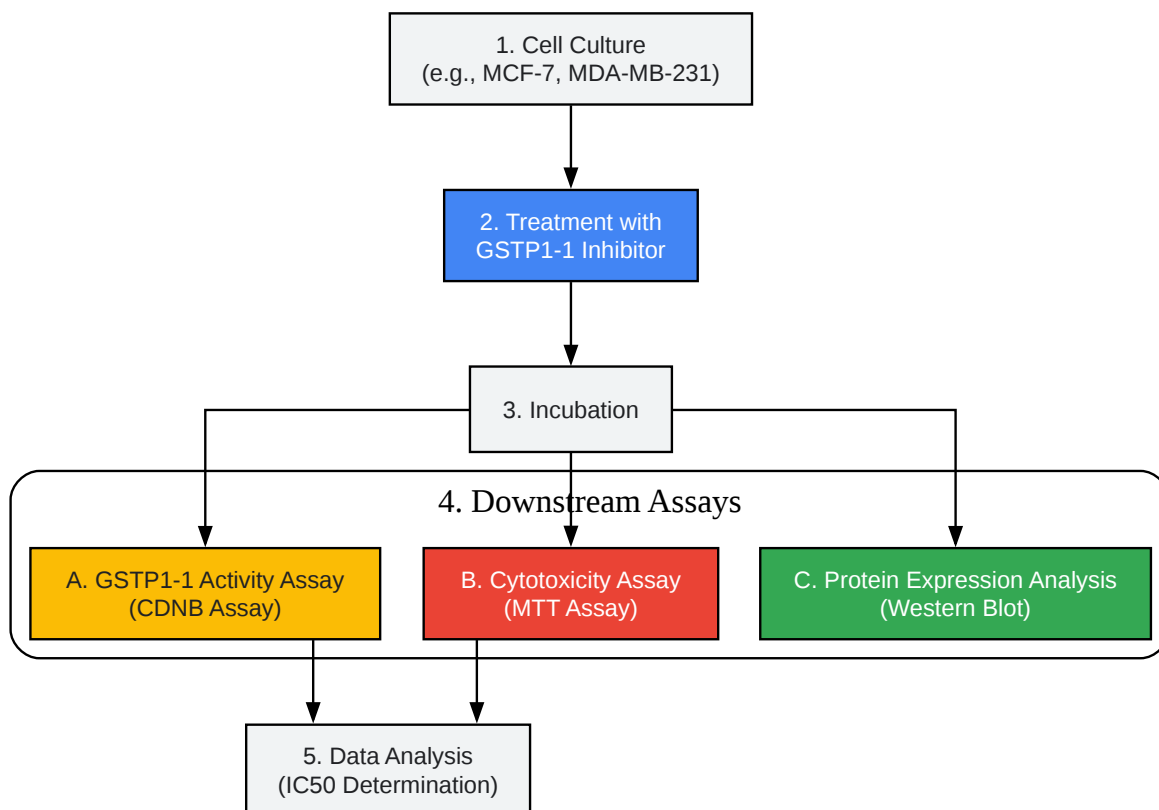 1. Cell Culture
(e.g., MCF-7, MDA-MB-231)
2. Treatment with
GSTP1-1 Inhibitor
3. Incubation
4. Downstream Assays
A. GSTP1-1 Activity Assay
(CDNB Assay)
B. Cytotoxicity Assay
(MTT Assay)
C. Protein Expression Analysis
(Western Blot)
5. Data Analysis
(IC50 Determination)